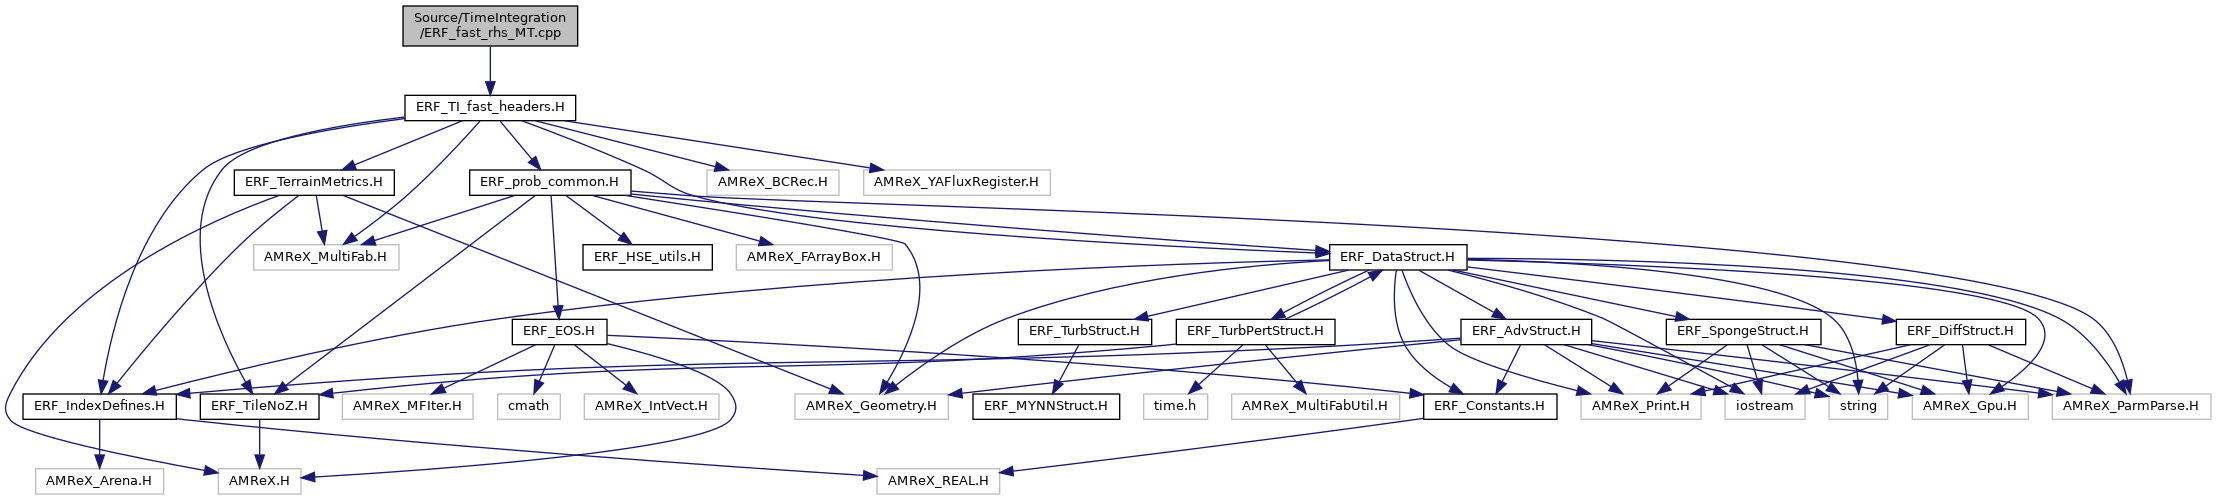 Source/TimeIntegration
/ERF_fast_rhs_MT.cpp
ERF_TI_fast_headers.H
ERF_TerrainMetrics.H
ERF_prob_common.H
AMReX_BCRec.H
AMReX_YAFluxRegister.H
AMReX_MultiFab.H
ERF_HSE_utils.H
AMReX_FArrayBox.H
ERF_DataStruct.H
ERF_EOS.H
ERF_TurbStruct.H
ERF_TurbPertStruct.H
ERF_AdvStruct.H
ERF_SpongeStruct.H
ERF_DiffStruct.H
ERF_IndexDefines.H
ERF_TileNoZ.H
AMReX_MFIter.H
cmath
AMReX_IntVect.H
AMReX_Geometry.H
ERF_MYNNStruct.H
time.h
AMReX_MultiFabUtil.H
ERF_Constants.H
AMReX_Print.H
iostream
string
AMReX_Gpu.H
AMReX_ParmParse.H
AMReX_Arena.H
AMReX.H
AMReX_REAL.H